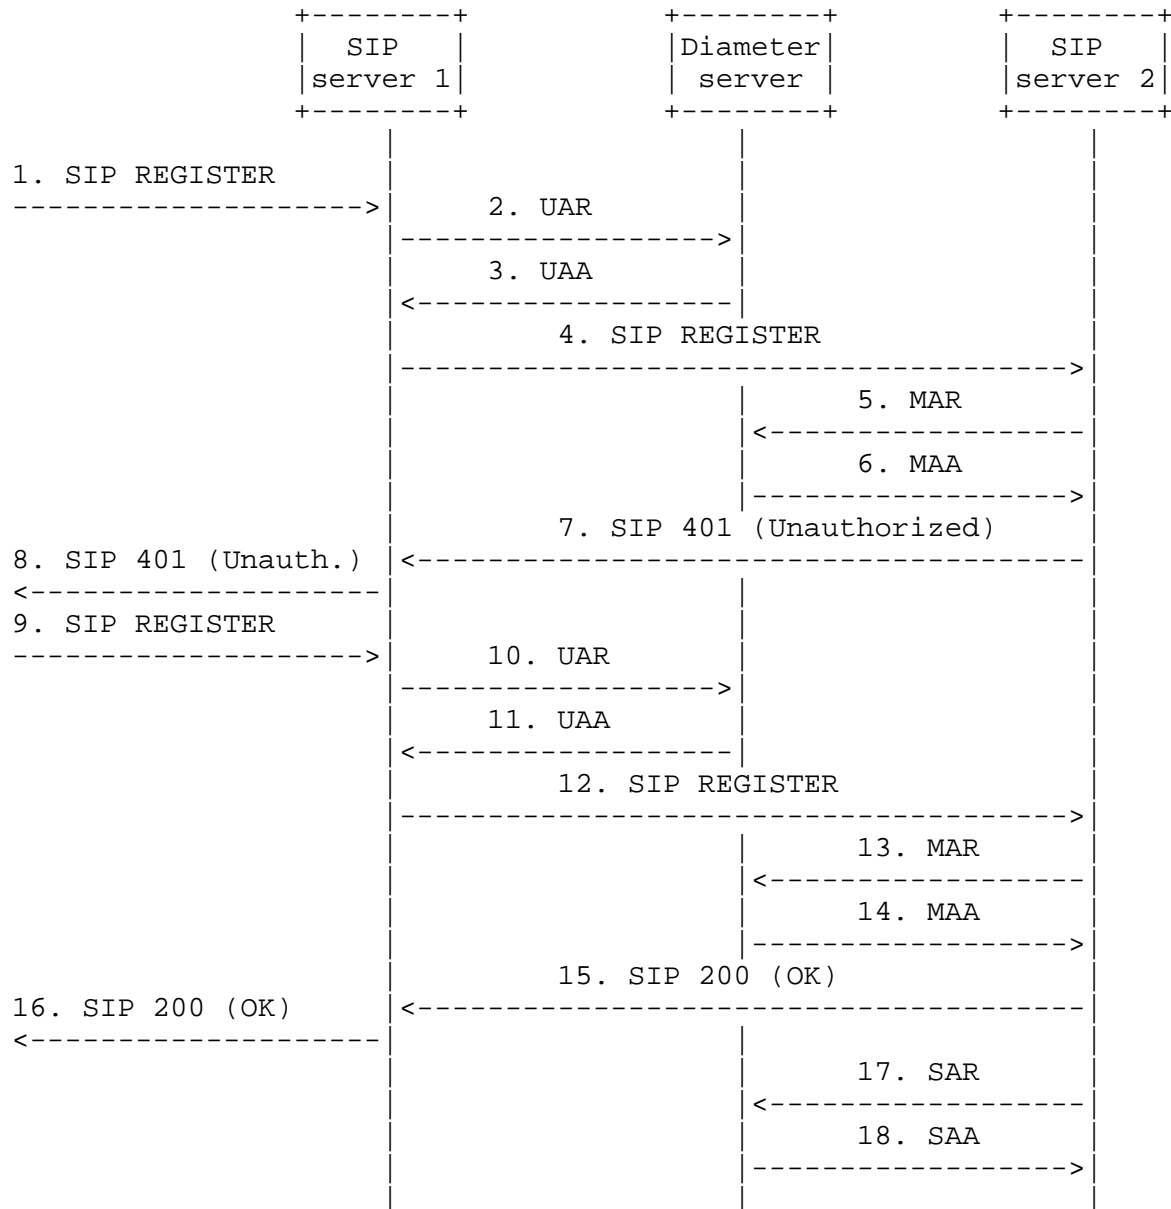 SIP Diameter SIP
server 1 server server 2
1. SIP REGISTER
2. UAR
3. UAA
4. SIP REGISTER
5. MAR
6. MAA
7. SIP 401 (Unauthorized)
8. SIP 401 (Unauth.)
9. SIP REGISTER
10. UAR
11. UAA
12. SIP REGISTER
13. MAR
14. MAA
15. SIP 200 (OK)
16. SIP 200 (OK)
17. SAR
18. SAA